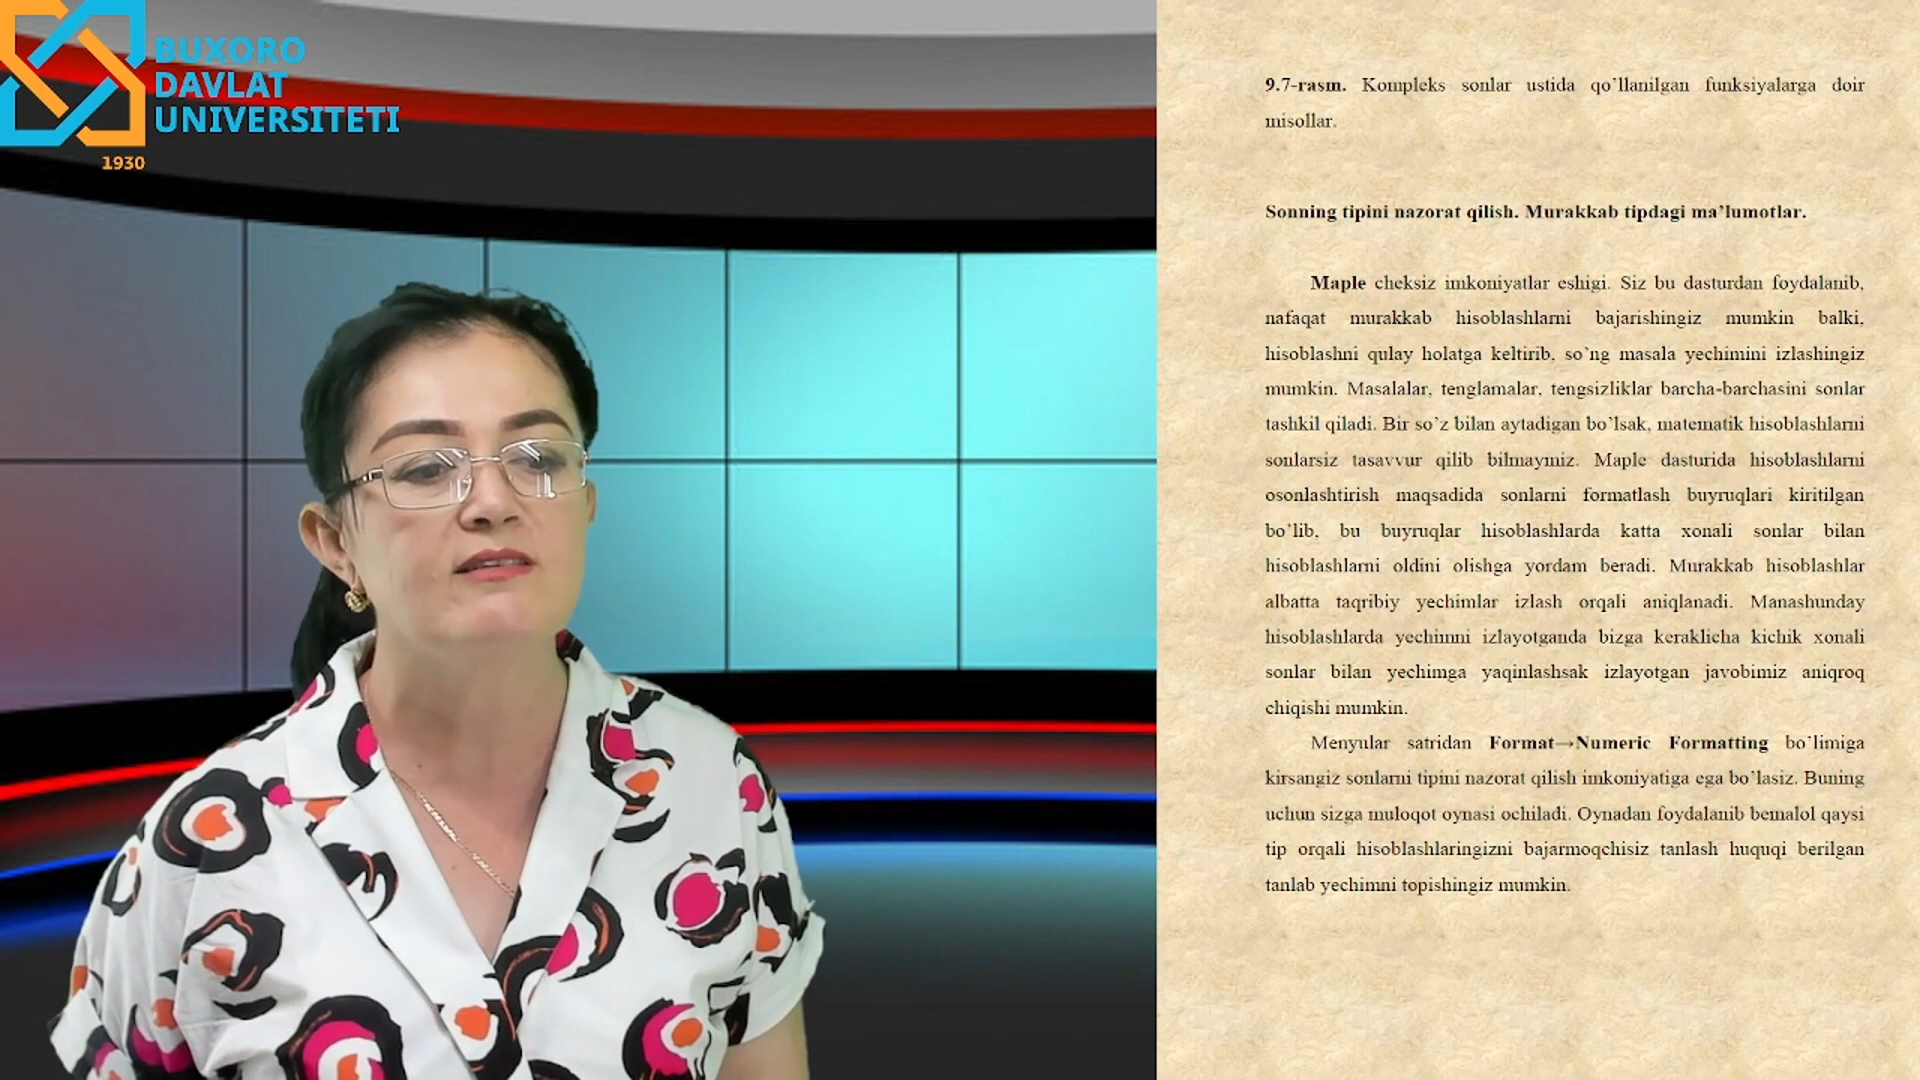 BUXORO
DAVLAT
UNIVERSITETI
1930
9.7-rasm. Kompleks sonlar ustida qo’llanilgan funksiyalarga doir
misollar.
Sonning tipini nazorat qilish. Murakkab tipdagi ma’lumotlar.
Maple cheksiz imkoniyatlar eshigi. Siz bu dasturdan foydalanib,
nafaqat murakkab hisoblashlarni bajarishingiz mumkin balki,
hisoblashni qulay holatga keltirib, so’ng masala yechimini izlashingiz
mumkin. Masalalar, tenglamalar, tengsizliklar barcha-barchasini sonlar
tashkil qiladi. Bir so’z bilan aytadigan bo’lsak, matematik hisoblashlarni
sonlarsiz tasavvur qilib bilmaymiz. Maple dasturida hisoblashlarni
osonlashtirish maqsadida sonlarni formatlash buyruqlari kiritilgan
bo’lib, bu buyruqlar hisoblashlarda katta xonali sonlar bilan
hisoblashlarni oldini olishga yordam beradi. Murakkab hisoblashlar
albatta taqribiy yechimlar izlash orqali aniqlanadi. Manashunday
hisoblashlarda yechimni izlayotganda bizga keraklicha kichik xonali
sonlar bilan yechimga yaqinlashsak izlayotgan javobimiz aniqroq
chiqishi mumkin.
Menyular satridan Format→Numeric Formatting bo’limiga
kirsangiz sonlarni tipini nazorat qilish imkoniyatiga ega bo’lasiz. Buning
uchun sizga muloqot oynasi ochiladi. Oynadan foydalanib bemalol qaysi
tip orqali hisoblashlaringizni bajarmoqchisiz tanlash huquqi berilgan
tanlab yechimni topishingiz mumkin.